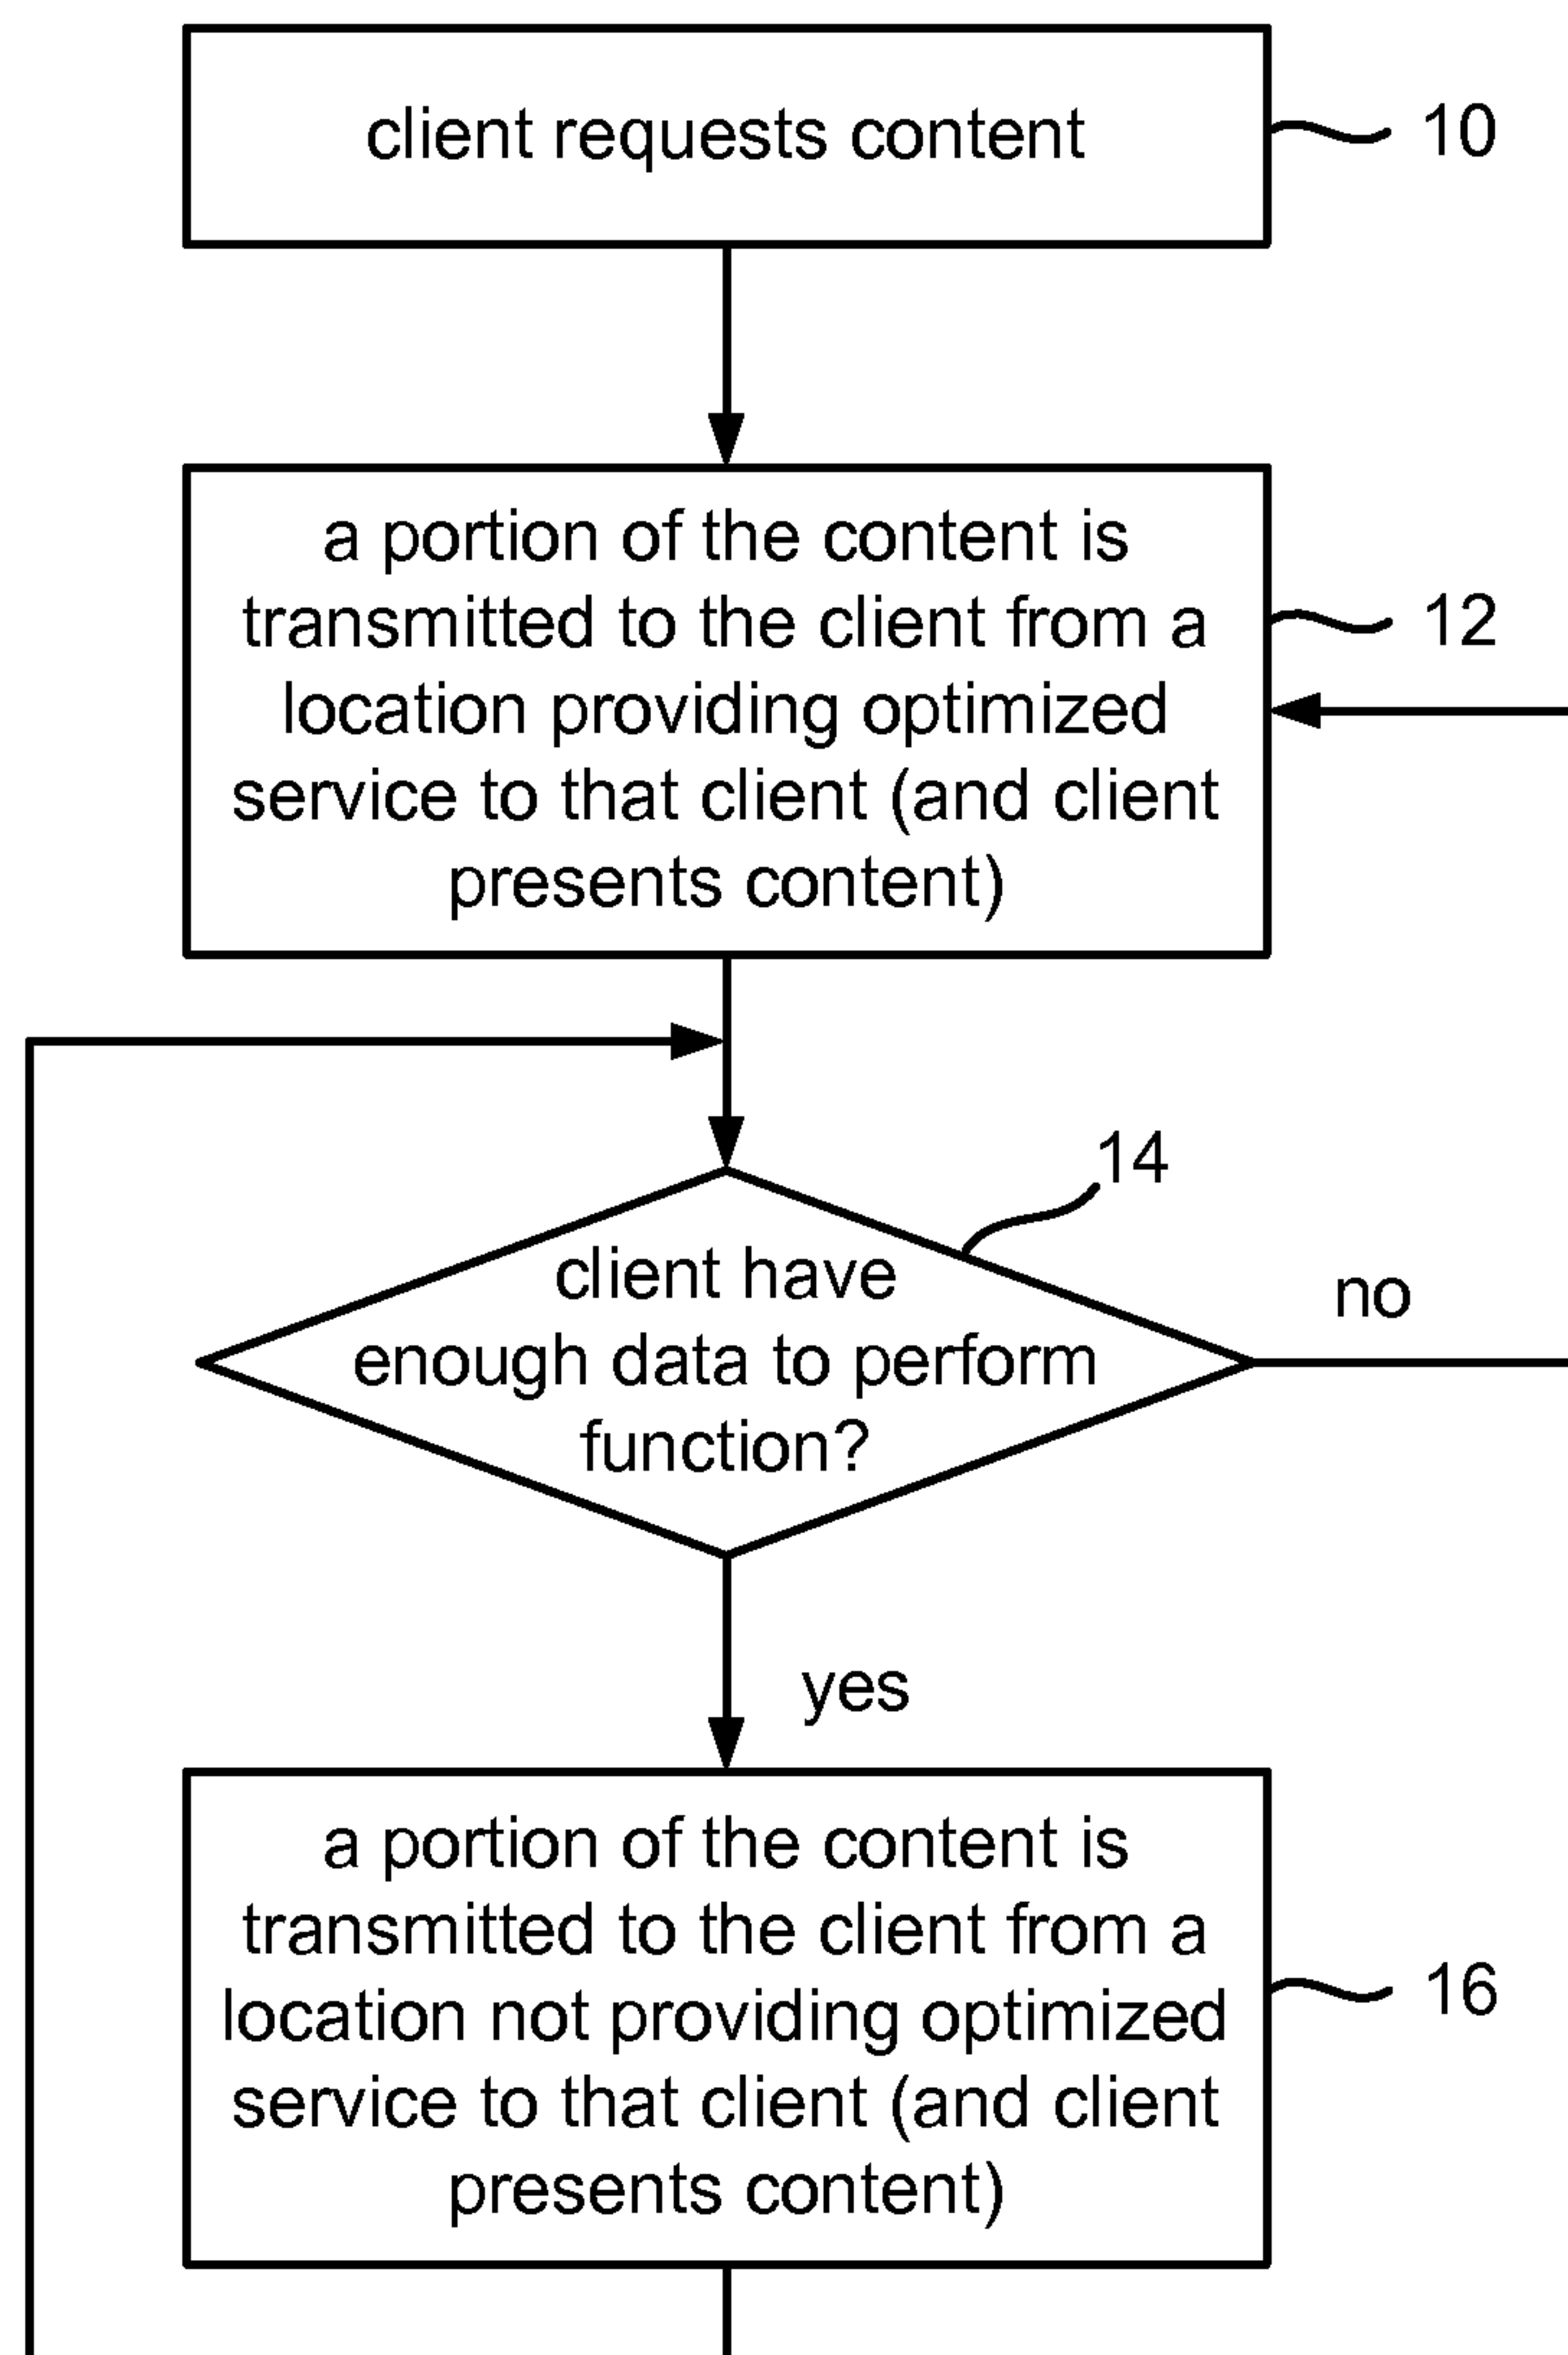 client requests content
10
a portion of the content is
transmitted to the client from a
location providing optimized
service to that client (and client
presents content)
12
14
client have
enough data to perform
function?
no
yes
a portion of the content is
transmitted to the client from a
location not providing optimized
service to that client (and client
presents content)
16